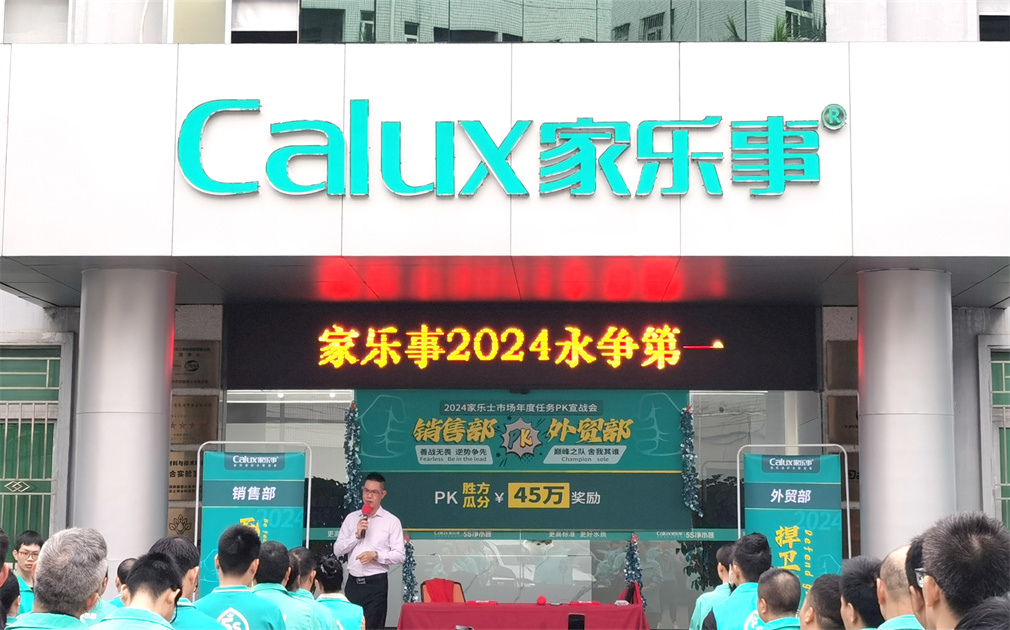 Calux家乐事®
家乐事2024永争第一
2024家乐士市场年度任务PK宣战会
销售部 PK 外贸部
善战无畏 逆势争先
巅峰之队 舍我其谁
Fearless Be in the lead
Champion sole
PK 胜方瓜分 ¥ 45万 奖励
Calux家乐事
销售部
Calux家乐事
外贸部
捍卫
Defend
2024
2024